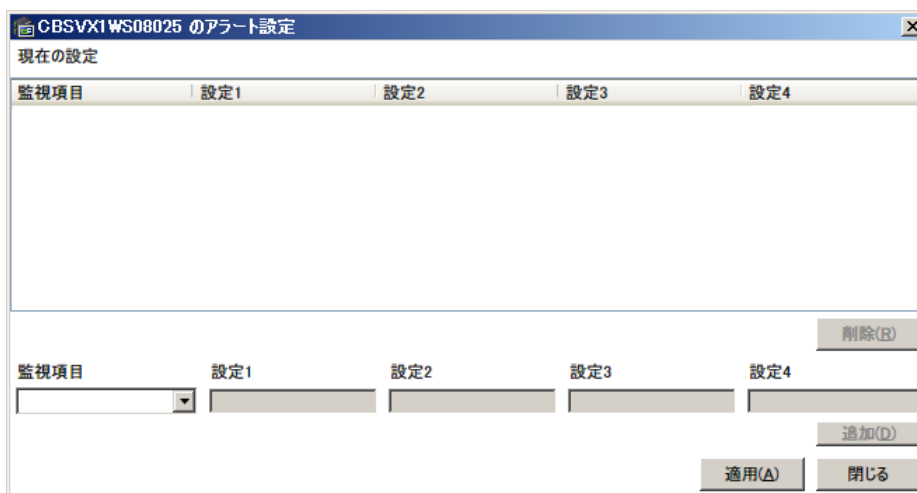 CBSVX1WS08025 のアラート設定
現在の設定
監視項目 設定1 設定2 設定3 設定4
削除(R)
監視項目 設定1 設定2 設定3 設定4
追加(D)
適用(A) 閉じる